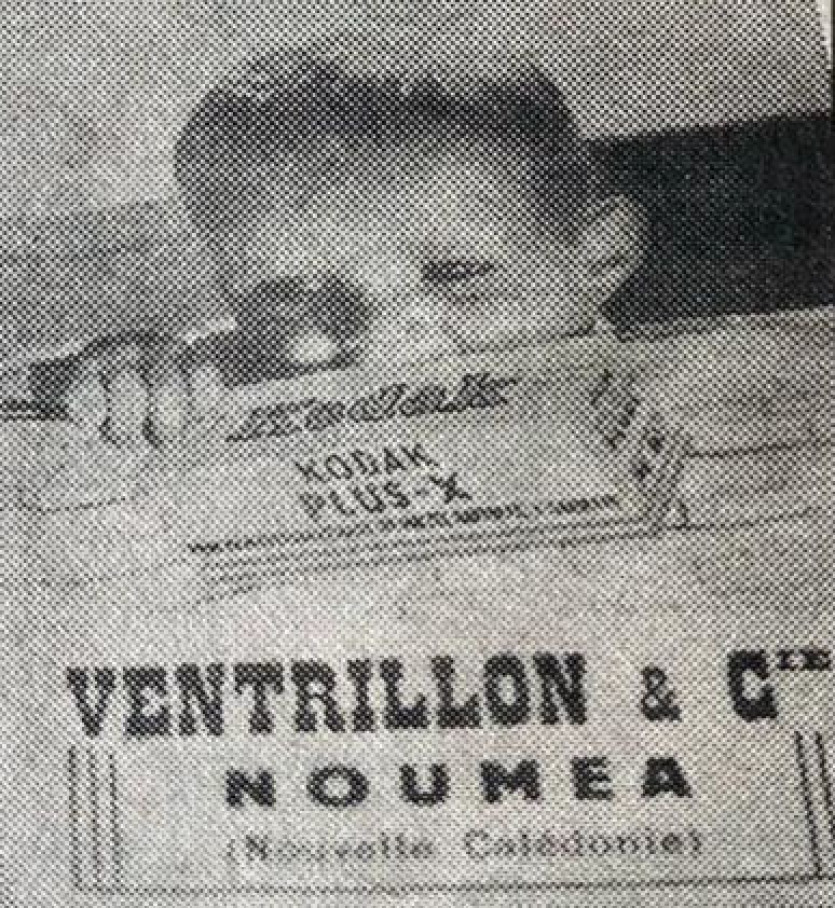 Kodak
KODAK
PLUS-X
VENTRILLON & CIE
NOUMEA
(Nouvelle Calédonie)